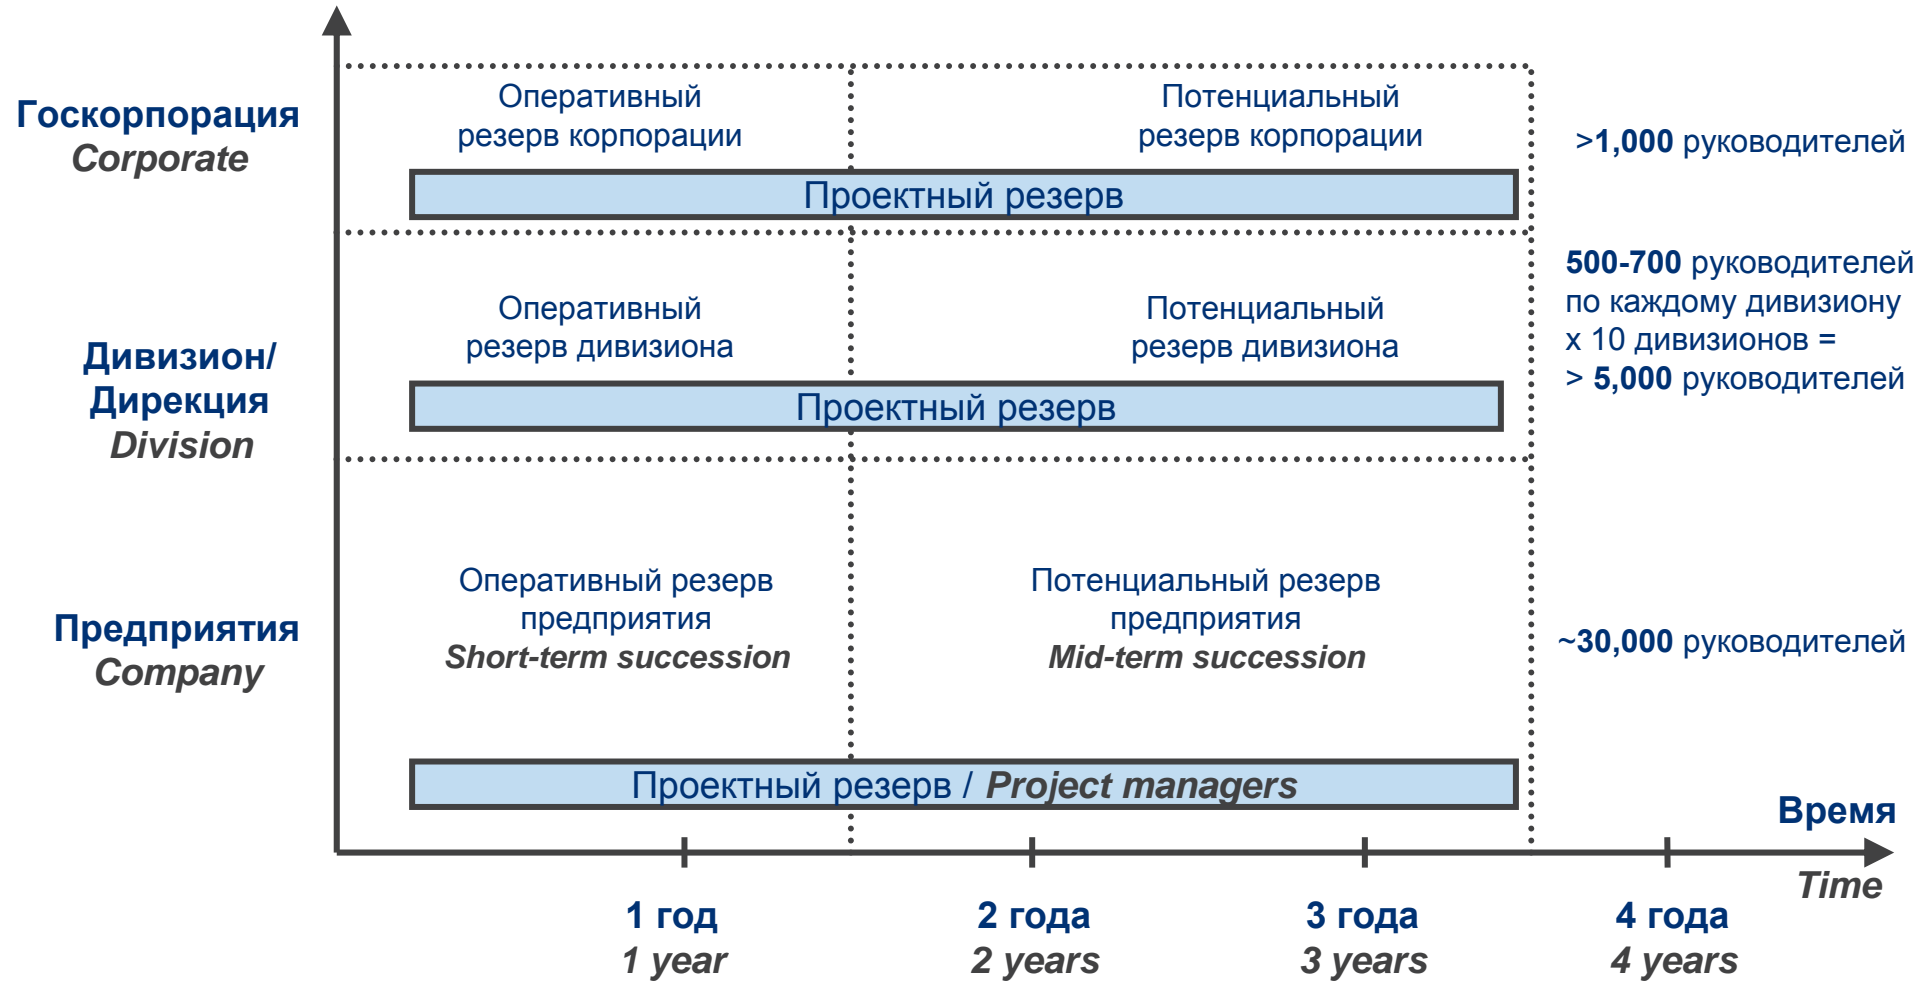 Госкорпорация
Corporate
Оперативный
резерв корпорации
Потенциальный
резерв корпорации
Проектный резерв
>1,000 руководителей
Дивизион/
Дирекция
Division
Оперативный
резерв дивизиона
Потенциальный
резерв дивизиона
Проектный резерв
500-700 руководителей
по каждому дивизиону
х 10 дивизионов =
> 5,000 руководителей
Предприятия
Company
Оперативный резерв
предприятия
Short-term succession
Потенциальный резерв
предприятия
Mid-term succession
Проектный резерв / Project managers
~30,000 руководителей
Время
Time
1 год
1 year
2 года
2 years
3 года
3 years
4 года
4 years